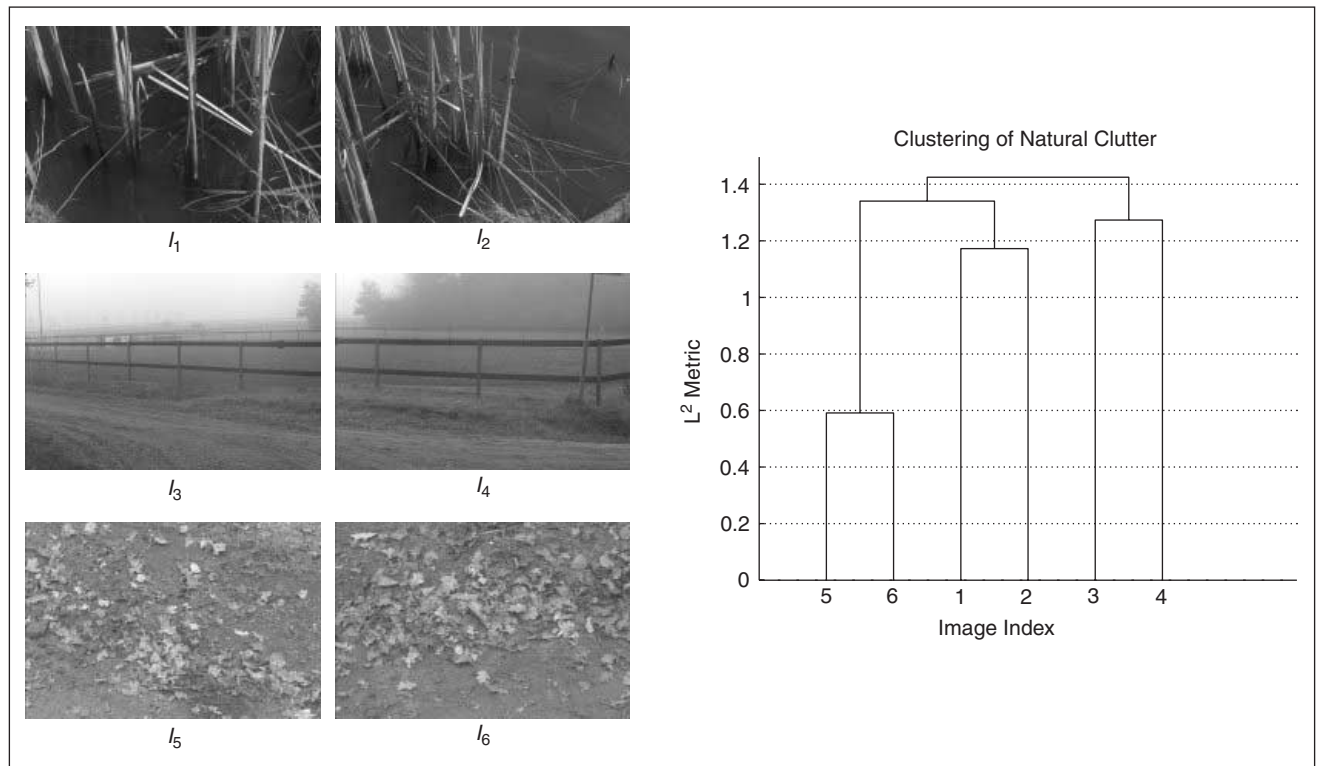 I1
I2
I3
I4
I5
I6
Clustering of Natural Clutter
1.4
1.2
1
0.8
0.6
0.4
0.2
0
L² Metric
5 6 1 2 3 4
Image Index